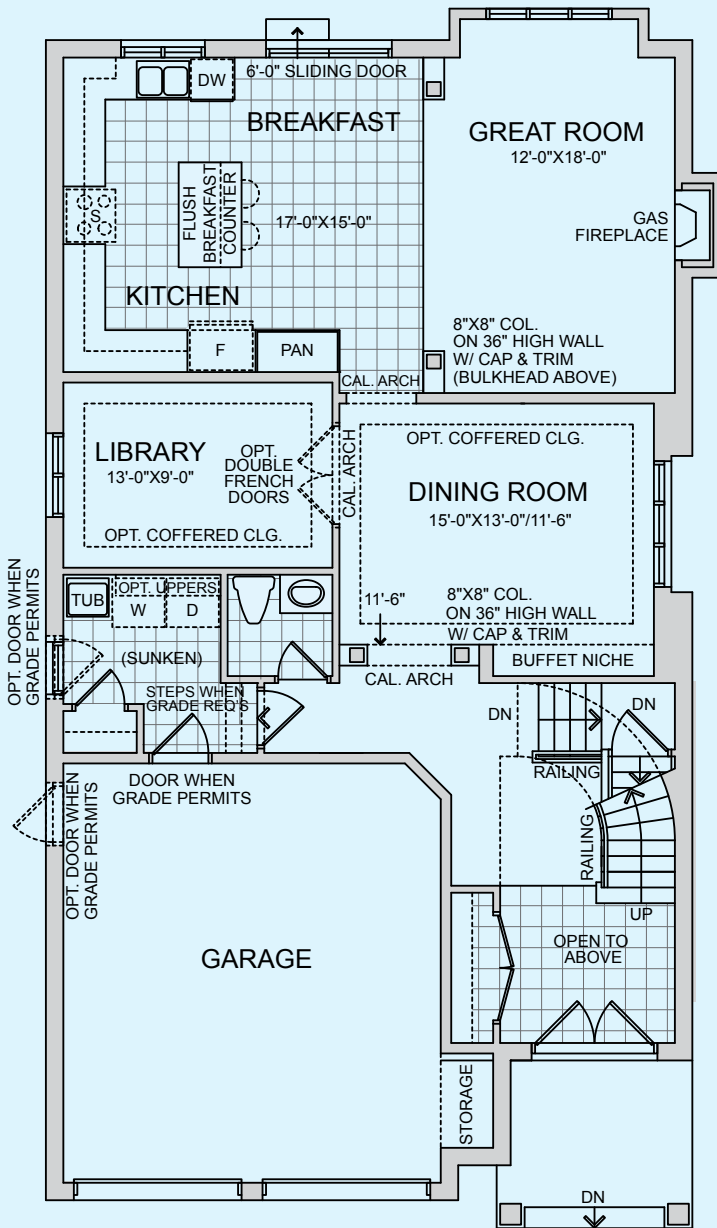 DW
6'-0" SLIDING DOOR
BREAKFAST
GREAT ROOM
12'-0"X18'-0"
S
FLUSH
BREAKFAST
COUNTER
17'-0"X15'-0"
GAS
FIREPLACE
KITCHEN
F
PAN
8"X8" COL.
ON 36" HIGH WALL
W/ CAP & TRIM
(BULKHEAD ABOVE)
CAL. ARCH
LIBRARY
13'-0"X9'-0"
OPT.
DOUBLE
FRENCH
DOORS
CAL. ARCH
OPT. COFFERED CLG.
OPT. COFFERED CLG.
DINING ROOM
15'-0"X13'-0"/11'-6"
OPT. DOOR WHEN
GRADE PERMITS
TUB
OPT. UPPERS
W
D
(SUNKEN)
11'-6"
8"X8" COL.
ON 36" HIGH WALL
W/ CAP & TRIM
BUFFET NICHE
CAL. ARCH
STEPS WHEN
GRADE REQ'S
DN
DN
RAILING
RAILING
UP
DOOR WHEN
GRADE PERMITS
OPT. DOOR WHEN
GRADE PERMITS
GARAGE
OPEN TO
ABOVE
STORAGE
DN